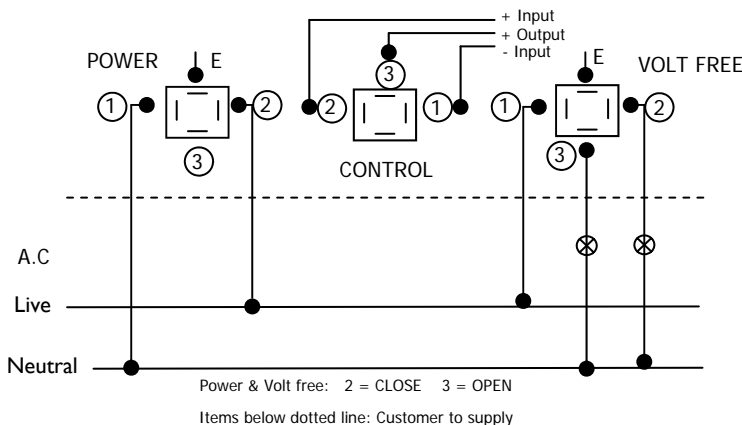 + Input
+ Output
- Input
POWER
E
E
VOLT FREE
1
2
2
3
1
1
2
3
3
CONTROL
A.C
Live
Neutral
Power & Volt free: 2 = CLOSE 3 = OPEN
Items below dotted line: Customer to supply